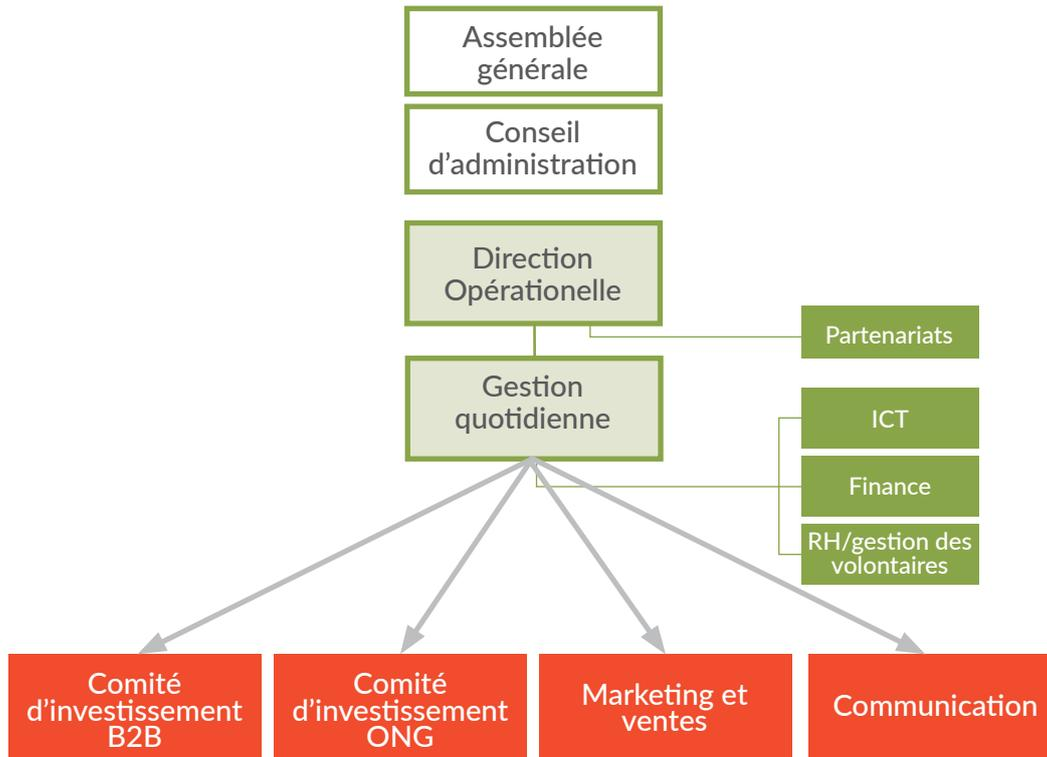 Assemblée
générale
Conseil
d’administration
Direction
Opérationelle
Partenariats
Gestion
quotidienne
ICT
Finance
RH/gestion des
volontaires
Comité
d’investissement
B2B
Comité
d’investissement
ONG
Marketing et
ventes
Communication